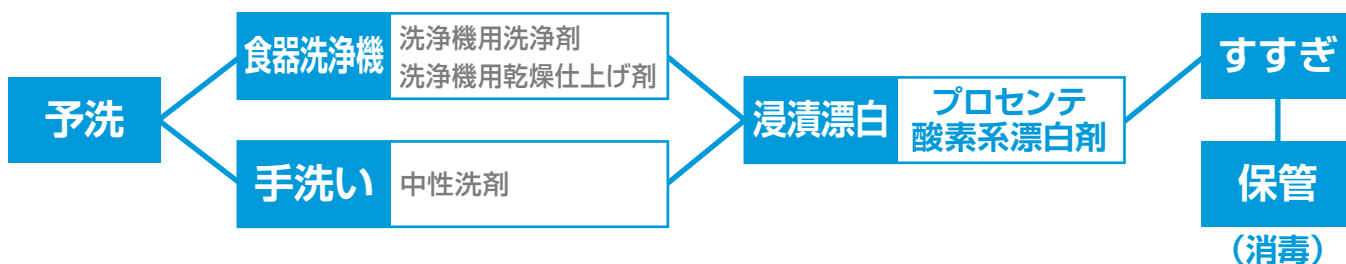 予洗
食器洗浄機
洗浄機用洗浄剤
洗浄機用乾燥仕上げ剤
手洗い
中性洗剤
浸漬漂白
プロセンテ
酸素系漂白剤
すすぎ
保管
（消毒）